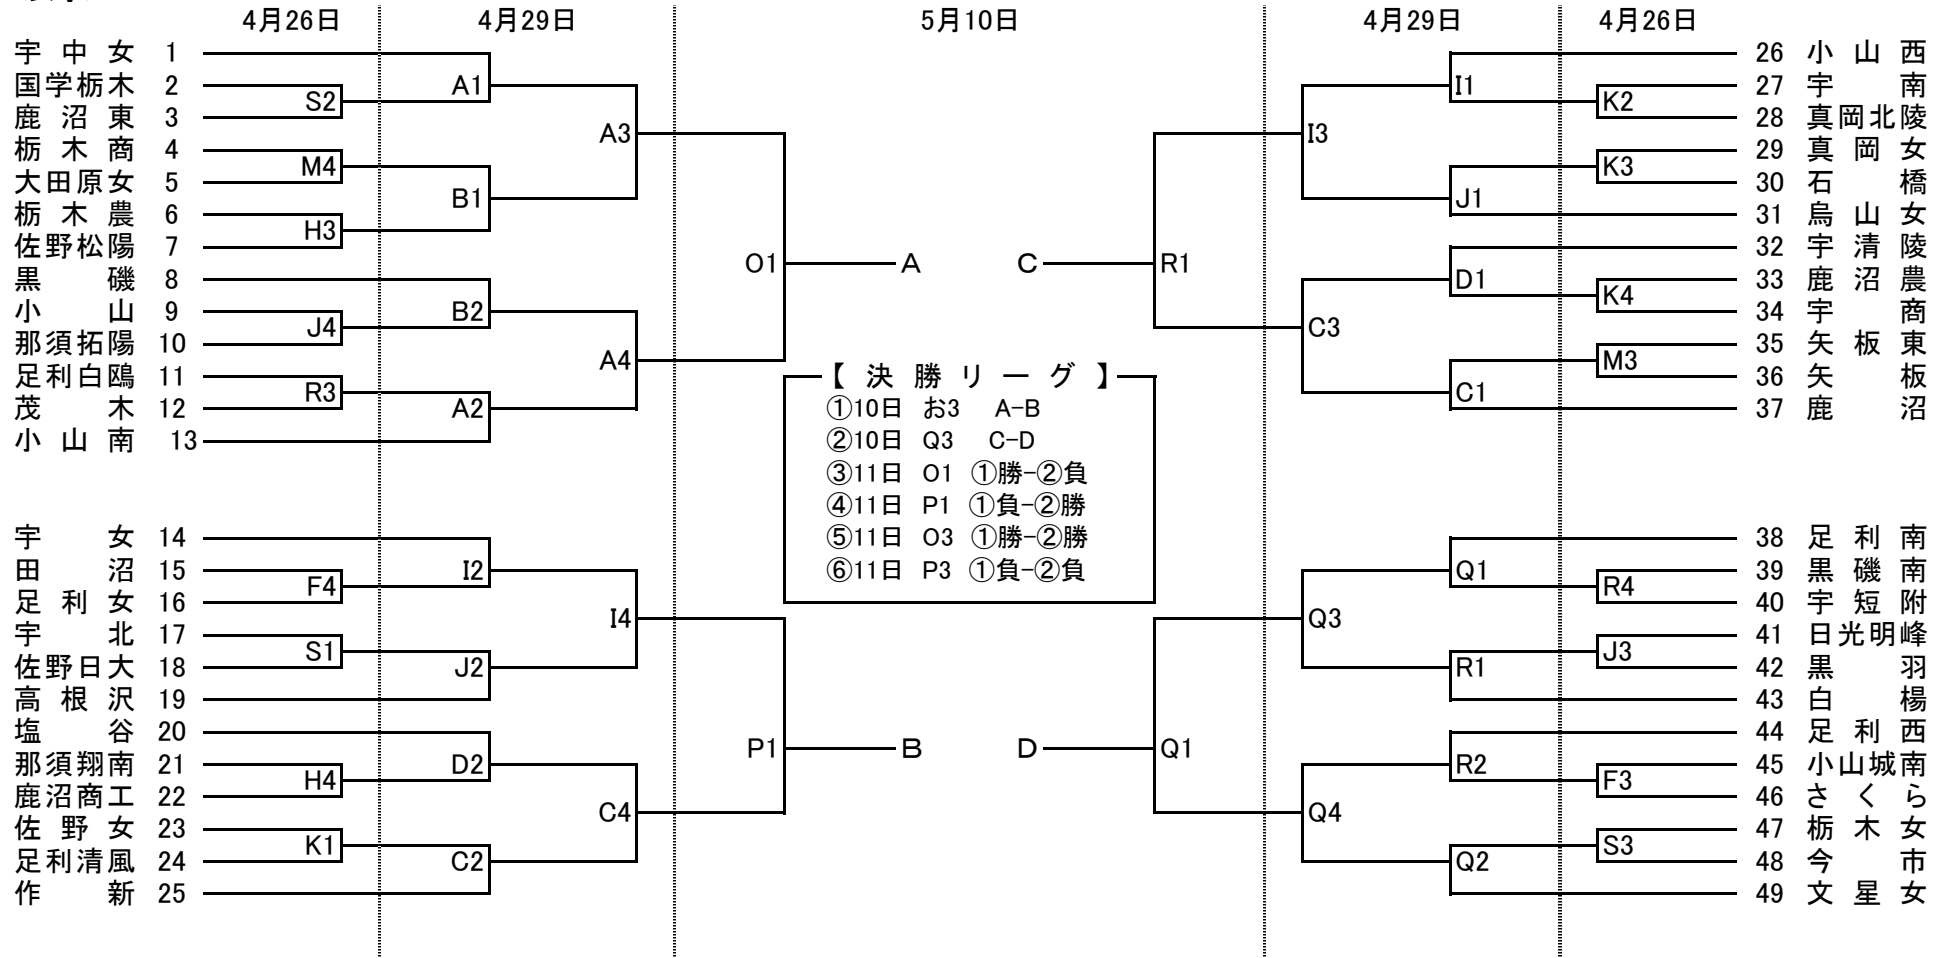 4月26日 4月29日 5月10日 4月29日 4月26日
宇中女 1
国学栃木 2
鹿沼東 3
栃木商 4
大田原女 5
栃木農 6
佐野松陽 7
黒磯 8
小山 9
那須拓陽 10
足利白鴎 11
茂木 12
小山南 13
S2
M4
H3
J4
R3
A1
B1
B2
A2
A3
A4
O1
A
宇女 14
田沼 15
足利女 16
宇北 17
佐野日大 18
高根沢 19
塩谷 20
那須翔南 21
鹿沼商工 22
佐野女 23
足利清風 24
作新 25
F4
S1
H4
K1
I2
J2
D2
C2
I4
C4
P1
B
【決勝リーグ】
①10日 お3 A-B
②10日 Q3 C-D
③11日 O1 ①勝-②負
④11日 P1 ①負-②勝
⑤11日 O3 ①勝-②勝
⑥11日 P3 ①負-②負
C
R1
I3
C3
I1
J1
D1
C1
K2
K3
K4
M3
26 小山西
27 宇南
28 真岡北陵
29 真岡女
30 石橋
31 烏山女
32 宇清陵
33 鹿沼農
34 宇商
35 矢板東
36 矢板
37 鹿沼
D
Q1
Q3
Q4
Q1
R1
R2
Q2
R4
J3
F3
S3
38 足利南
39 黒磯南
40 宇短附
41 日光明峰
42 黒羽
43 白楊
44 足利西
45 小山城南
46 さくら
47 栃木女
48 今市
49 文星女